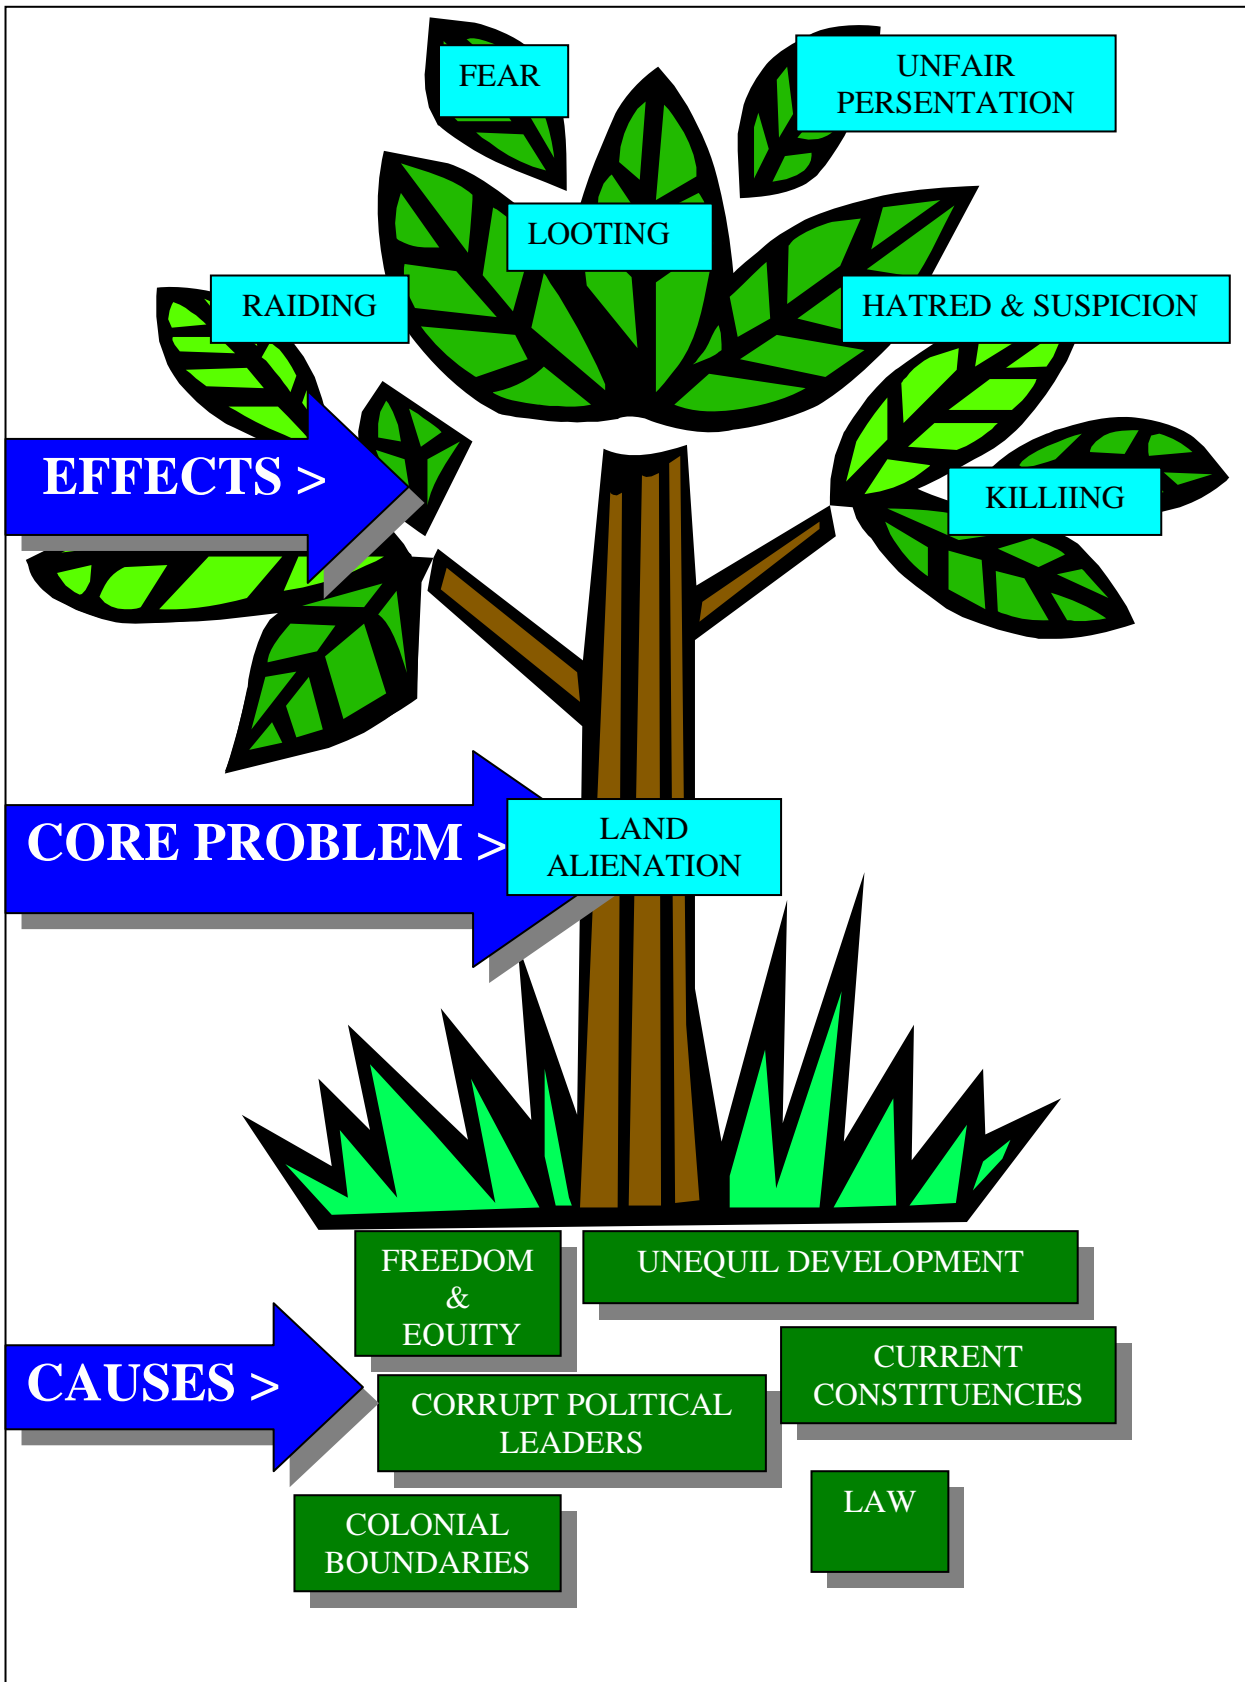 FEAR
UNFAIR
PERSENTATION
LOOTING
RAIDING
HATRED & SUSPICION
EFFECTS >
KILLIING
CORE PROBLEM >
LAND
ALIENATION
FREEDOM
&
EQUITY
UNEQUIL DEVELOPMENT
CURRENT
CONSTITUENCIES
CAUSES >
CORRUPT POLITICAL
LEADERS
LAW
COLONIAL
BOUNDARIES